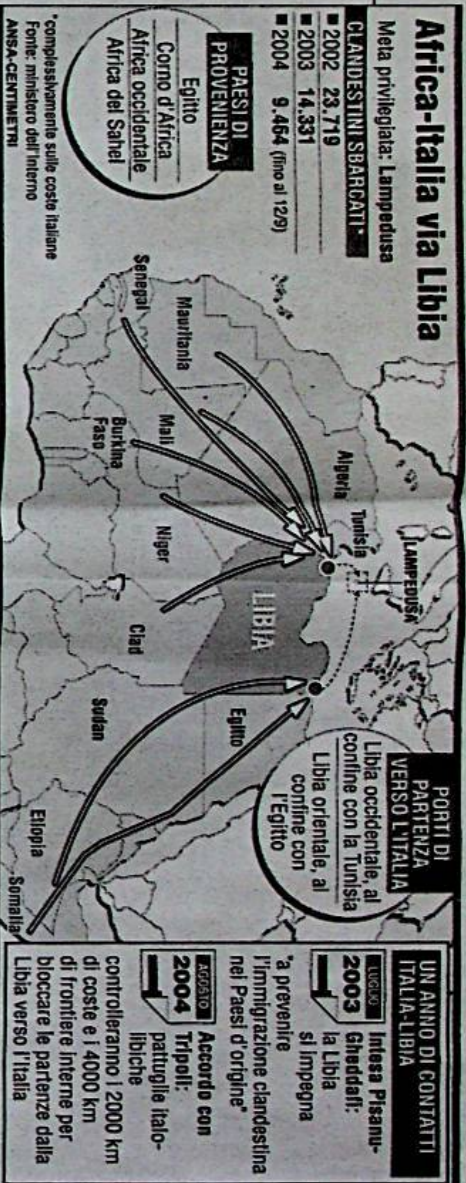 Africa-Italia via Libia
Meta privilegiata: Lampedusa
CLANDESTINI SBARCATI*
■ 2002 23.719
■ 2003 14.331
■ 2004 9.464 (fino al 12/9)
PAESI DI
PROVENIENZA
Egitto
Corno d'Africa
Africa occidentale
Africa del Sahel
*complessivamente sulle coste italiane
Fonte: ministero dell'Interno
ANSA-CENTIMETRI
LAMPEDUSA
Tunisia
Algeria
Mauritania
Senegal
Mali
Burkina
Faso
Niger
LIBIA
Ciad
Egitto
Sudan
Etiopia
Somalia
PORTI DI
PARTENZA
VERSO L'ITALIA
Libia occidentale, al
confine con la Tunisia
Libia orientale, al
confine con
l'Egitto
UN ANNO DI CONTATTI
ITALIA-LIBIA
LUGLIO
2003
Intesa Pisanu-
Gheddafi:
la Libia
si impegna
"a prevenire
l'immigrazione clandestina
nei Paesi d'origine"
AGOSTO
2004
Accordo con
Tripoli:
pattuglie italo-
libiche
controlleranno i 2000 km
di coste e i 4000 km
di frontiere interne per
bloccare le partenze dalla
Libia verso l'Italia